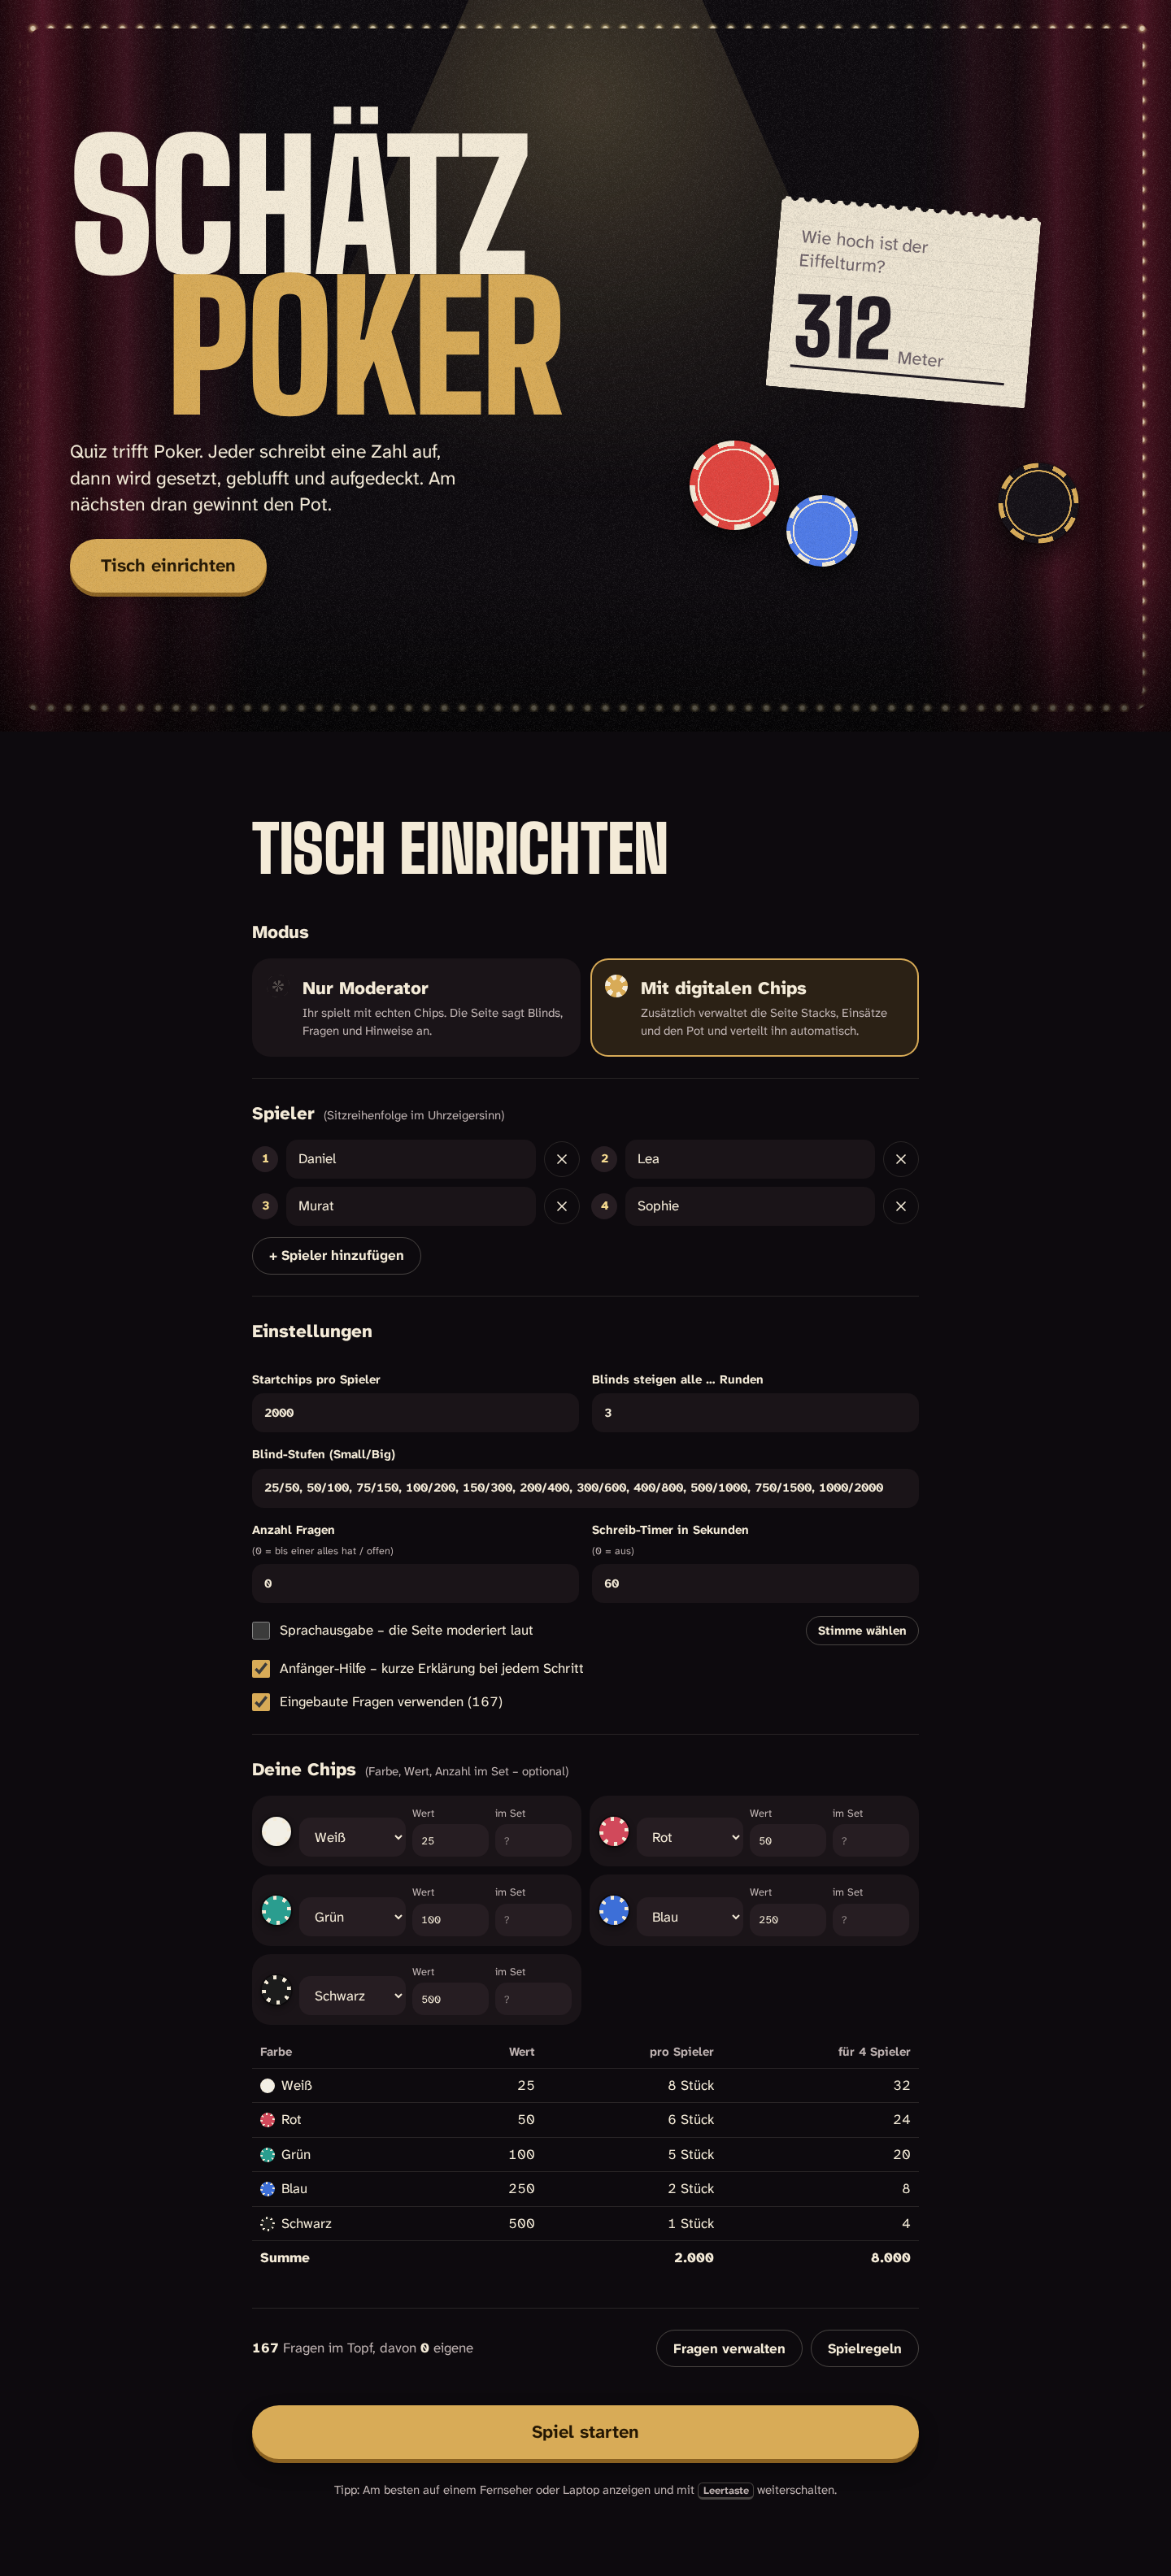 SCHÄTZ
POKER
Wie hoch ist der
Eiffelturm?
312 Meter
Quiz trifft Poker. Jeder schreibt eine Zahl auf,
dann wird gesetzt, geblufft und aufgedeckt. Am
nächsten dran gewinnt den Pot.
Tisch einrichten
TISCH EINRICHTEN
Modus
Nur Moderator
Ihr spielt mit echten Chips. Die Seite sagt Blinds,
Fragen und Hinweise an.
Mit digitalen Chips
Zusätzlich verwaltet die Seite Stacks, Einsätze
und den Pot und verteilt ihn automatisch.
Spieler (Sitzreihenfolge im Uhrzeigersinn)
1 Daniel
2 Lea
3 Murat
4 Sophie
+ Spieler hinzufügen
Einstellungen
Startchips pro Spieler
2000
Blinds steigen alle … Runden
3
Blind-Stufen (Small/Big)
25/50, 50/100, 75/150, 100/200, 150/300, 200/400, 300/600, 400/800, 500/1000, 750/1500, 1000/2000
Anzahl Fragen
(0 = bis einer alles hat / offen)
0
Schreib-Timer in Sekunden
(0 = aus)
60
Sprachausgabe – die Seite moderiert laut
Stimme wählen
Anfänger-Hilfe – kurze Erklärung bei jedem Schritt
Eingebaute Fragen verwenden (167)
Deine Chips (Farbe, Wert, Anzahl im Set – optional)
Wert im Set
Weiß 25 ?
Wert im Set
Rot 50 ?
Wert im Set
Grün 100 ?
Wert im Set
Blau 250 ?
Wert im Set
Schwarz 500 ?
Farbe Wert pro Spieler für 4 Spieler
Weiß 25 8 Stück 32
Rot 50 6 Stück 24
Grün 100 5 Stück 20
Blau 250 2 Stück 8
Schwarz 500 1 Stück 4
Summe 2.000 8.000
167 Fragen im Topf, davon 0 eigene
Fragen verwalten
Spielregeln
Spiel starten
Tipp: Am besten auf einem Fernseher oder Laptop anzeigen und mit Leertaste weiterschalten.